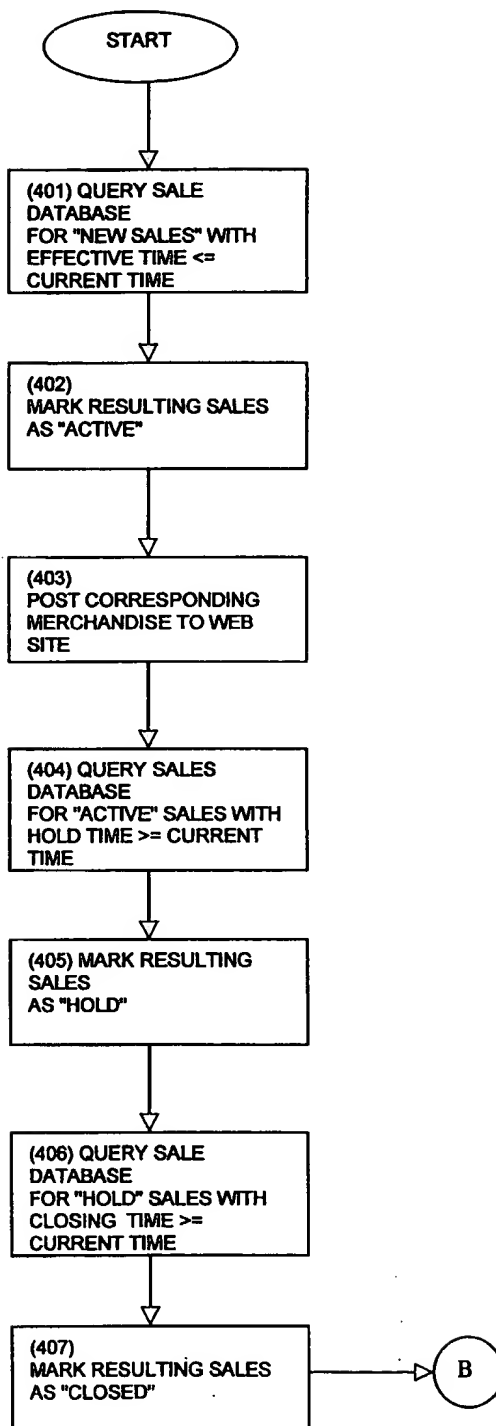 START
(401) QUERY SALE
DATABASE
FOR "NEW SALES" WITH
EFFECTIVE TIME <=
CURRENT TIME
(402)
MARK RESULTING SALES
AS "ACTIVE"
(403)
POST CORRESPONDING
MERCHANDISE TO WEB
SITE
(404) QUERY SALES
DATABASE
FOR "ACTIVE" SALES WITH
HOLD TIME >= CURRENT
TIME
(405) MARK RESULTING
SALES
AS "HOLD"
(406) QUERY SALE
DATABASE
FOR "HOLD" SALES WITH
CLOSING TIME >=
CURRENT TIME
(407)
MARK RESULTING SALES
AS "CLOSED"
B